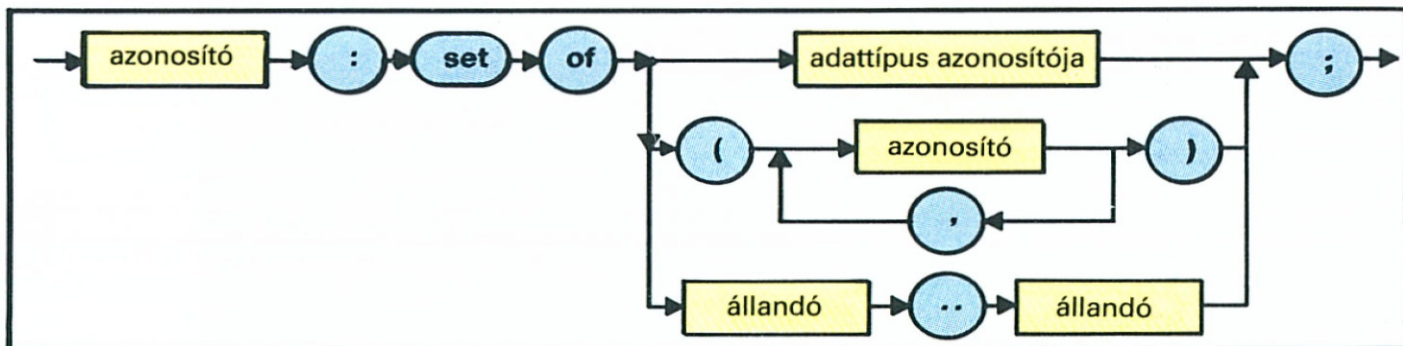 azonosító : set of adattípus azonosítója ;
( azonosító )
,
állandó .. állandó